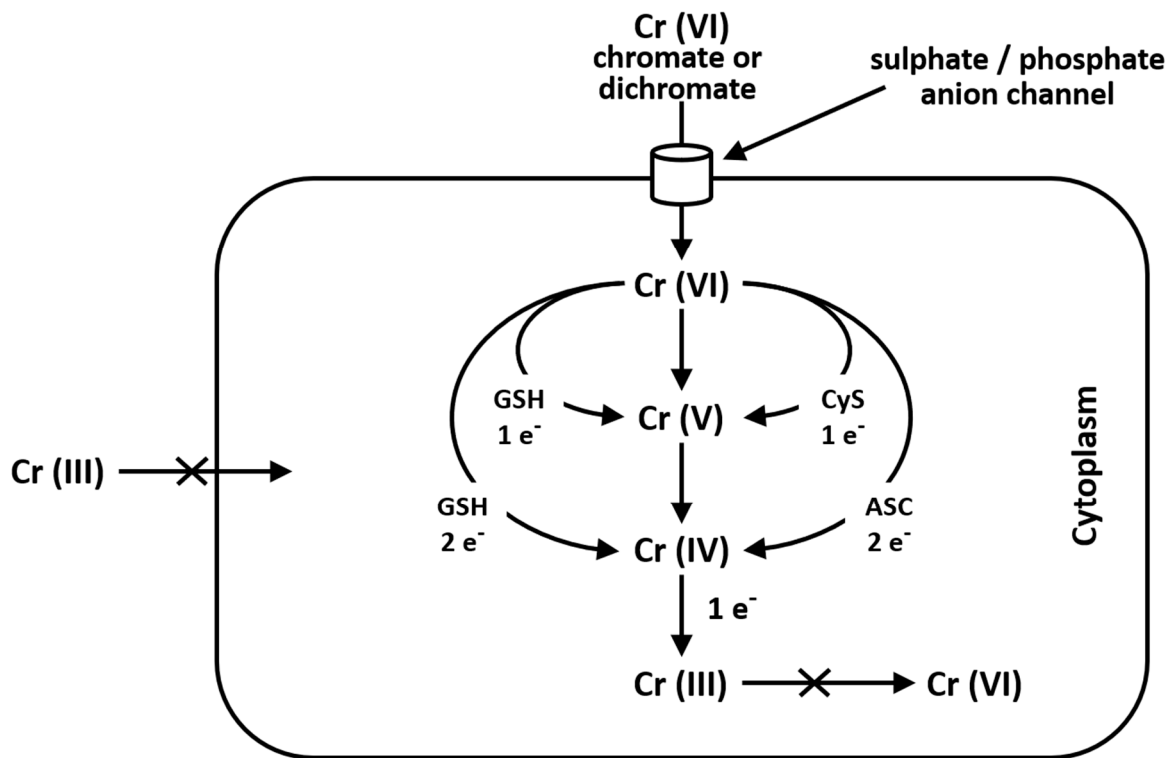 Cr (VI)
chromate or
dichromate
sulphate / phosphate
anion channel
Cr (VI)
GSH
1 e⁻
Cr (V)
CyS
1 e⁻
Cr (III)
GSH
2 e⁻
Cr (IV)
ASC
2 e⁻
Cytoplasm
1 e⁻
Cr (III)
Cr (VI)